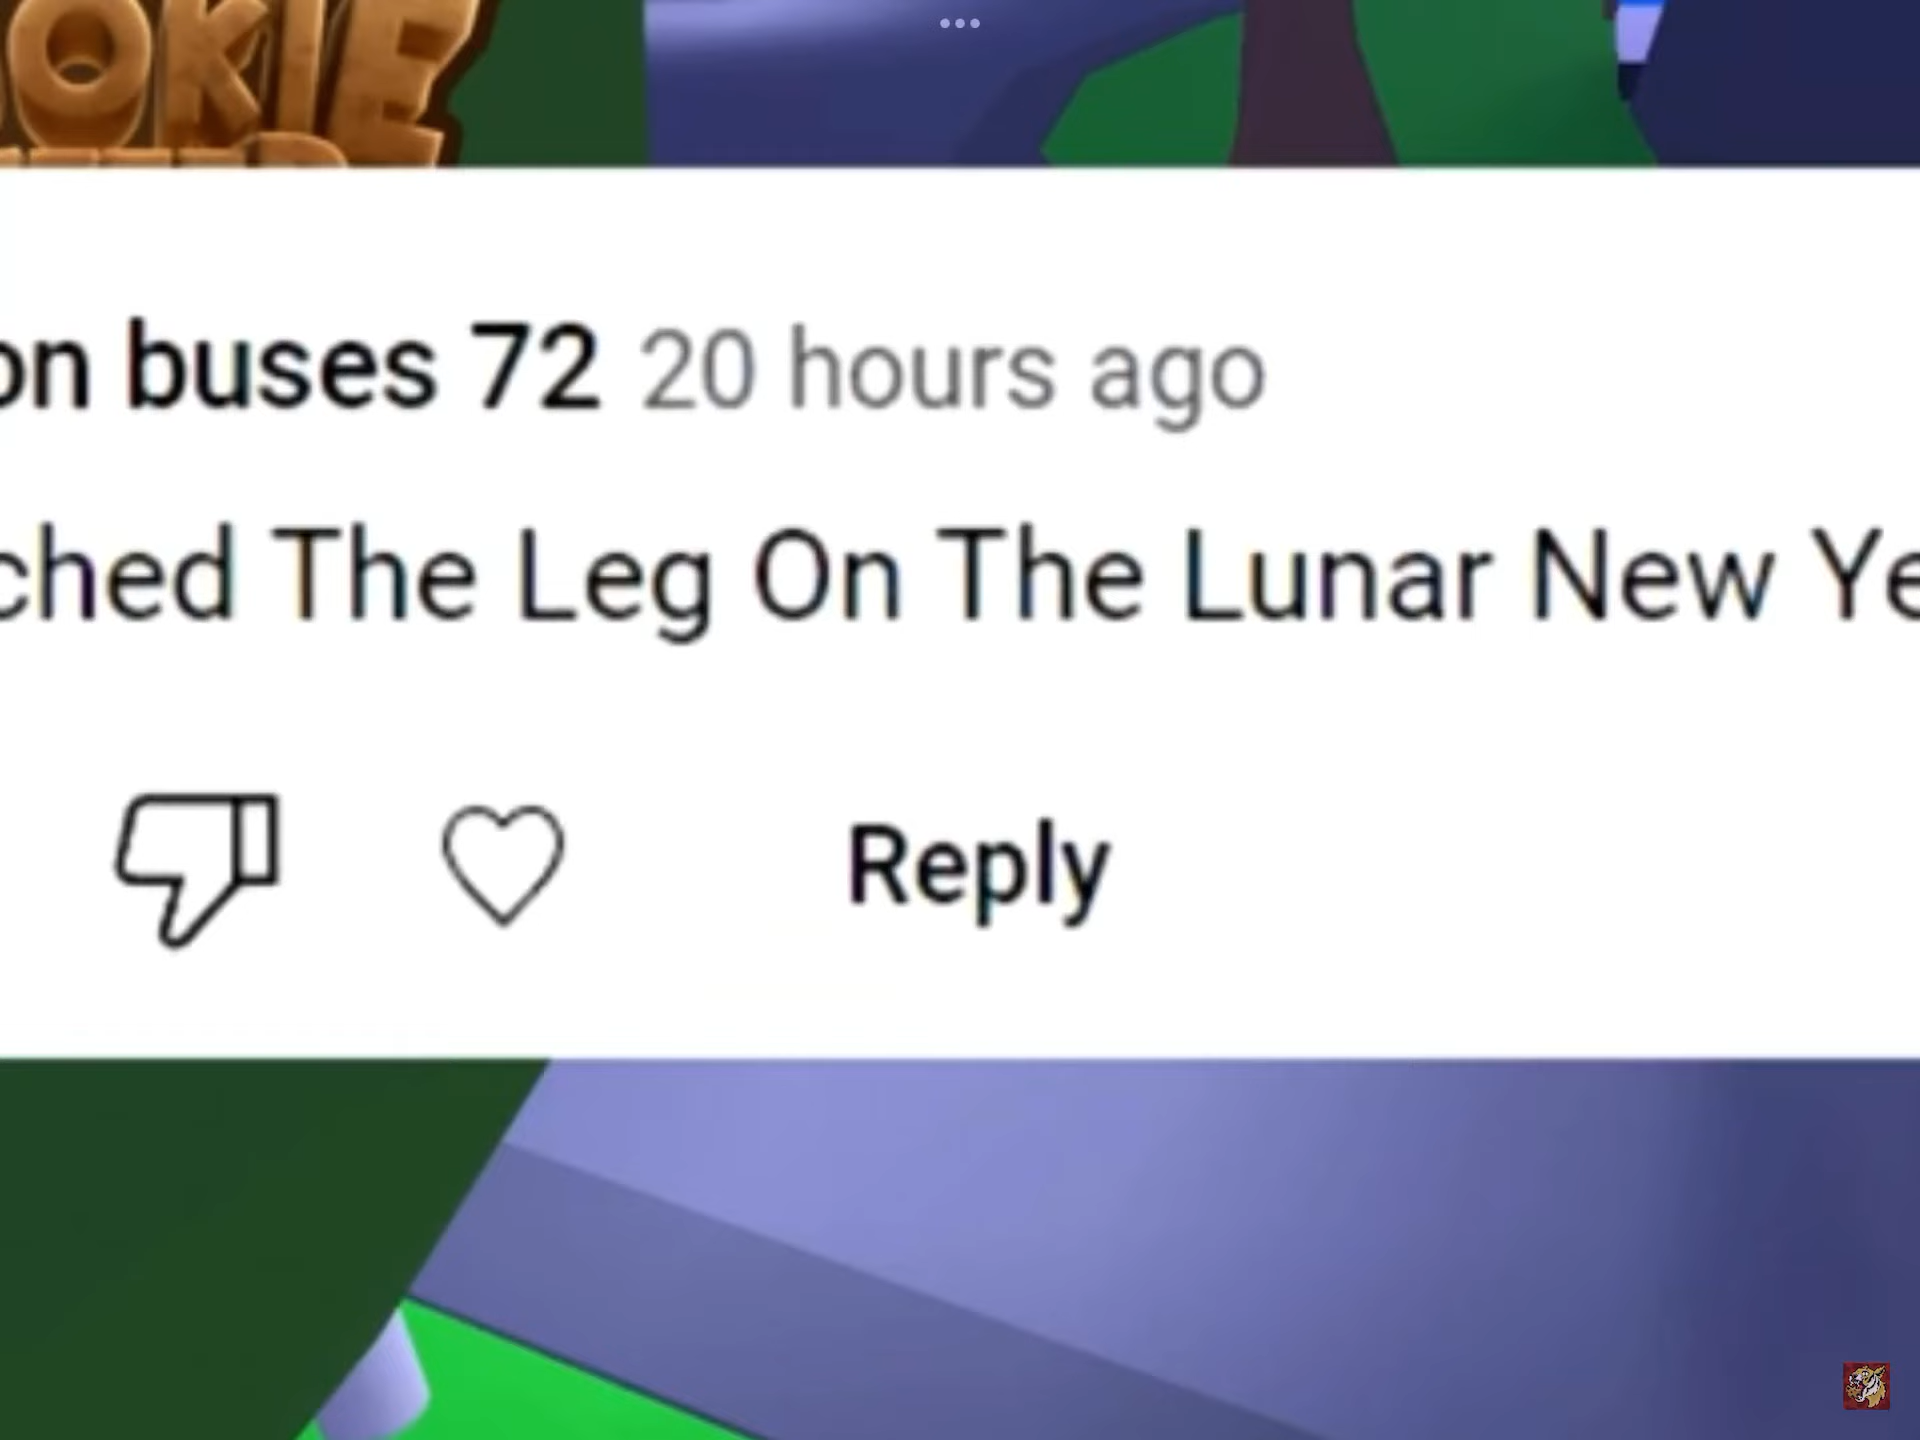 OKIE
on buses 72 20 hours ago
ched The Leg On The Lunar New Ye
Reply